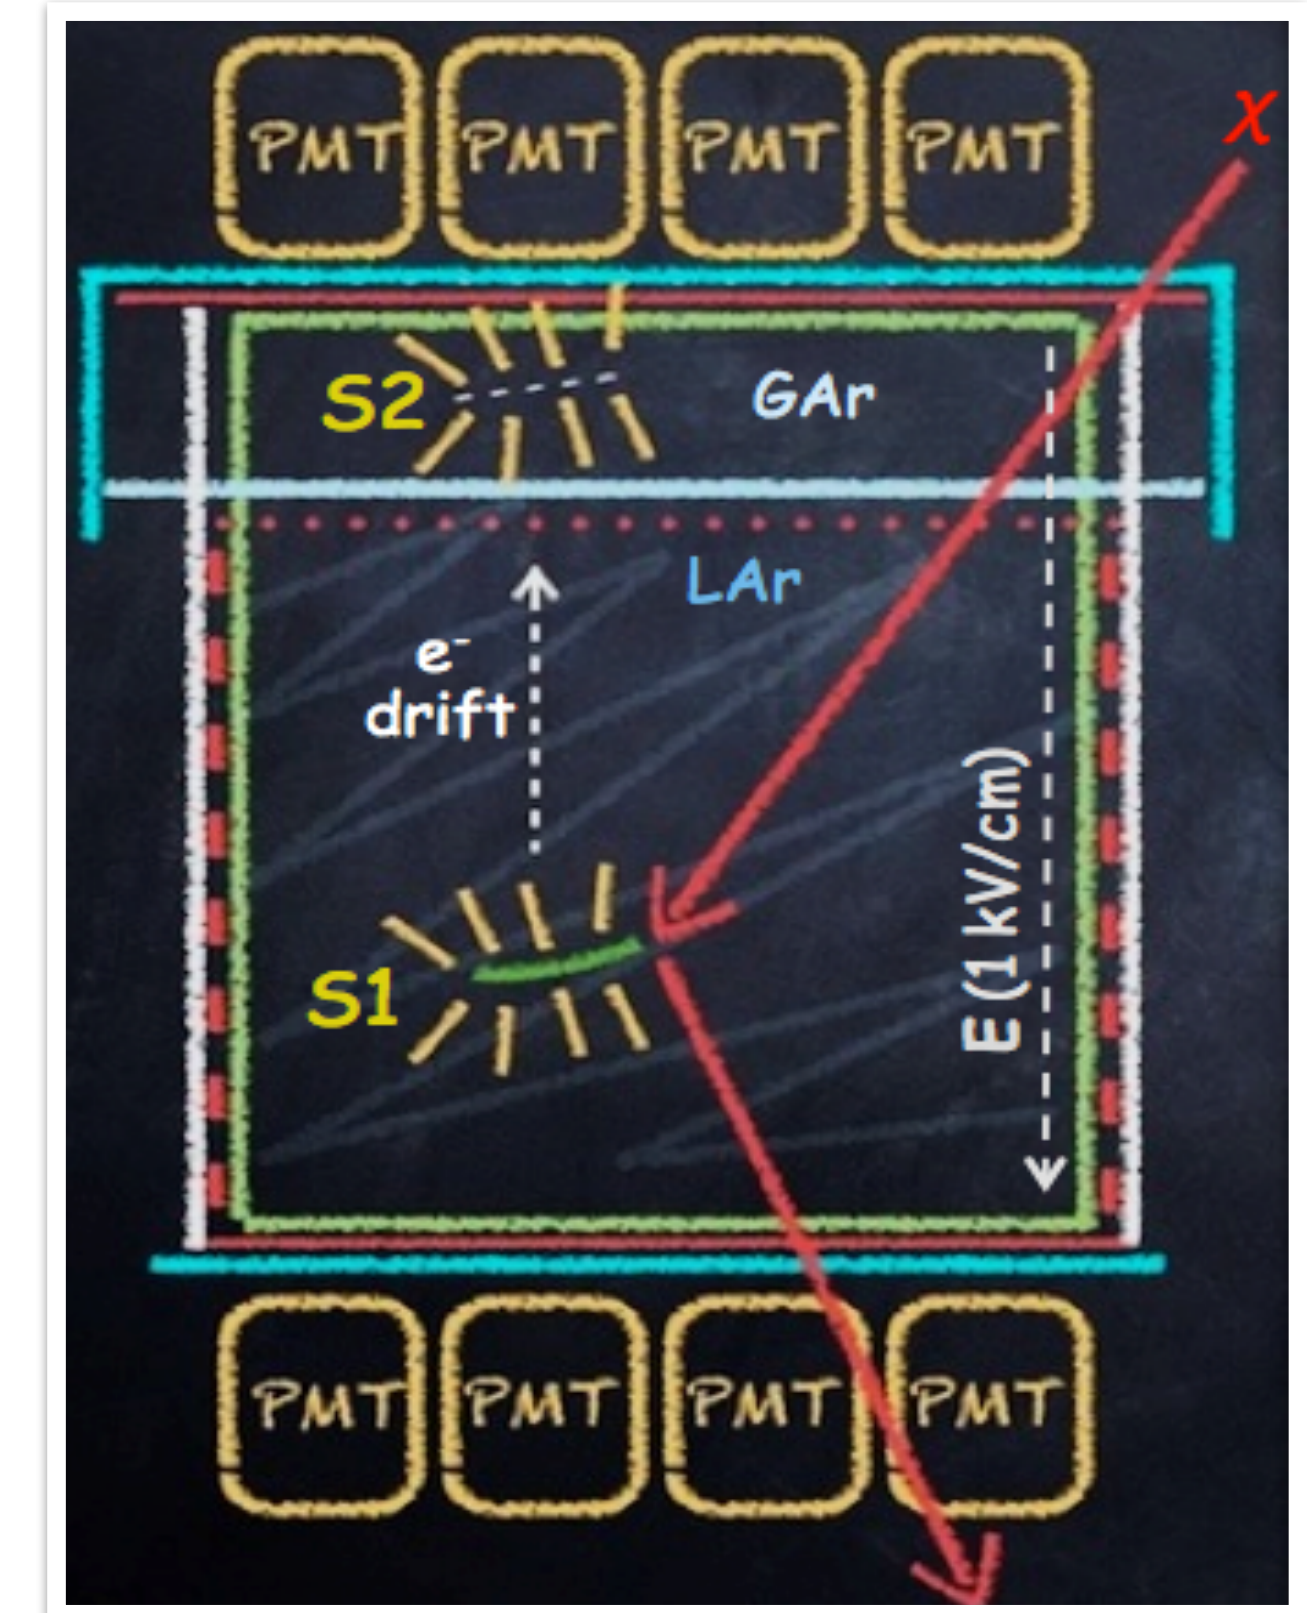 PMT PMT PMT PMT
χ
S2
GAr
LAr
e-
drift
E (1 kV/cm)
S1
PMT PMT PMT PMT